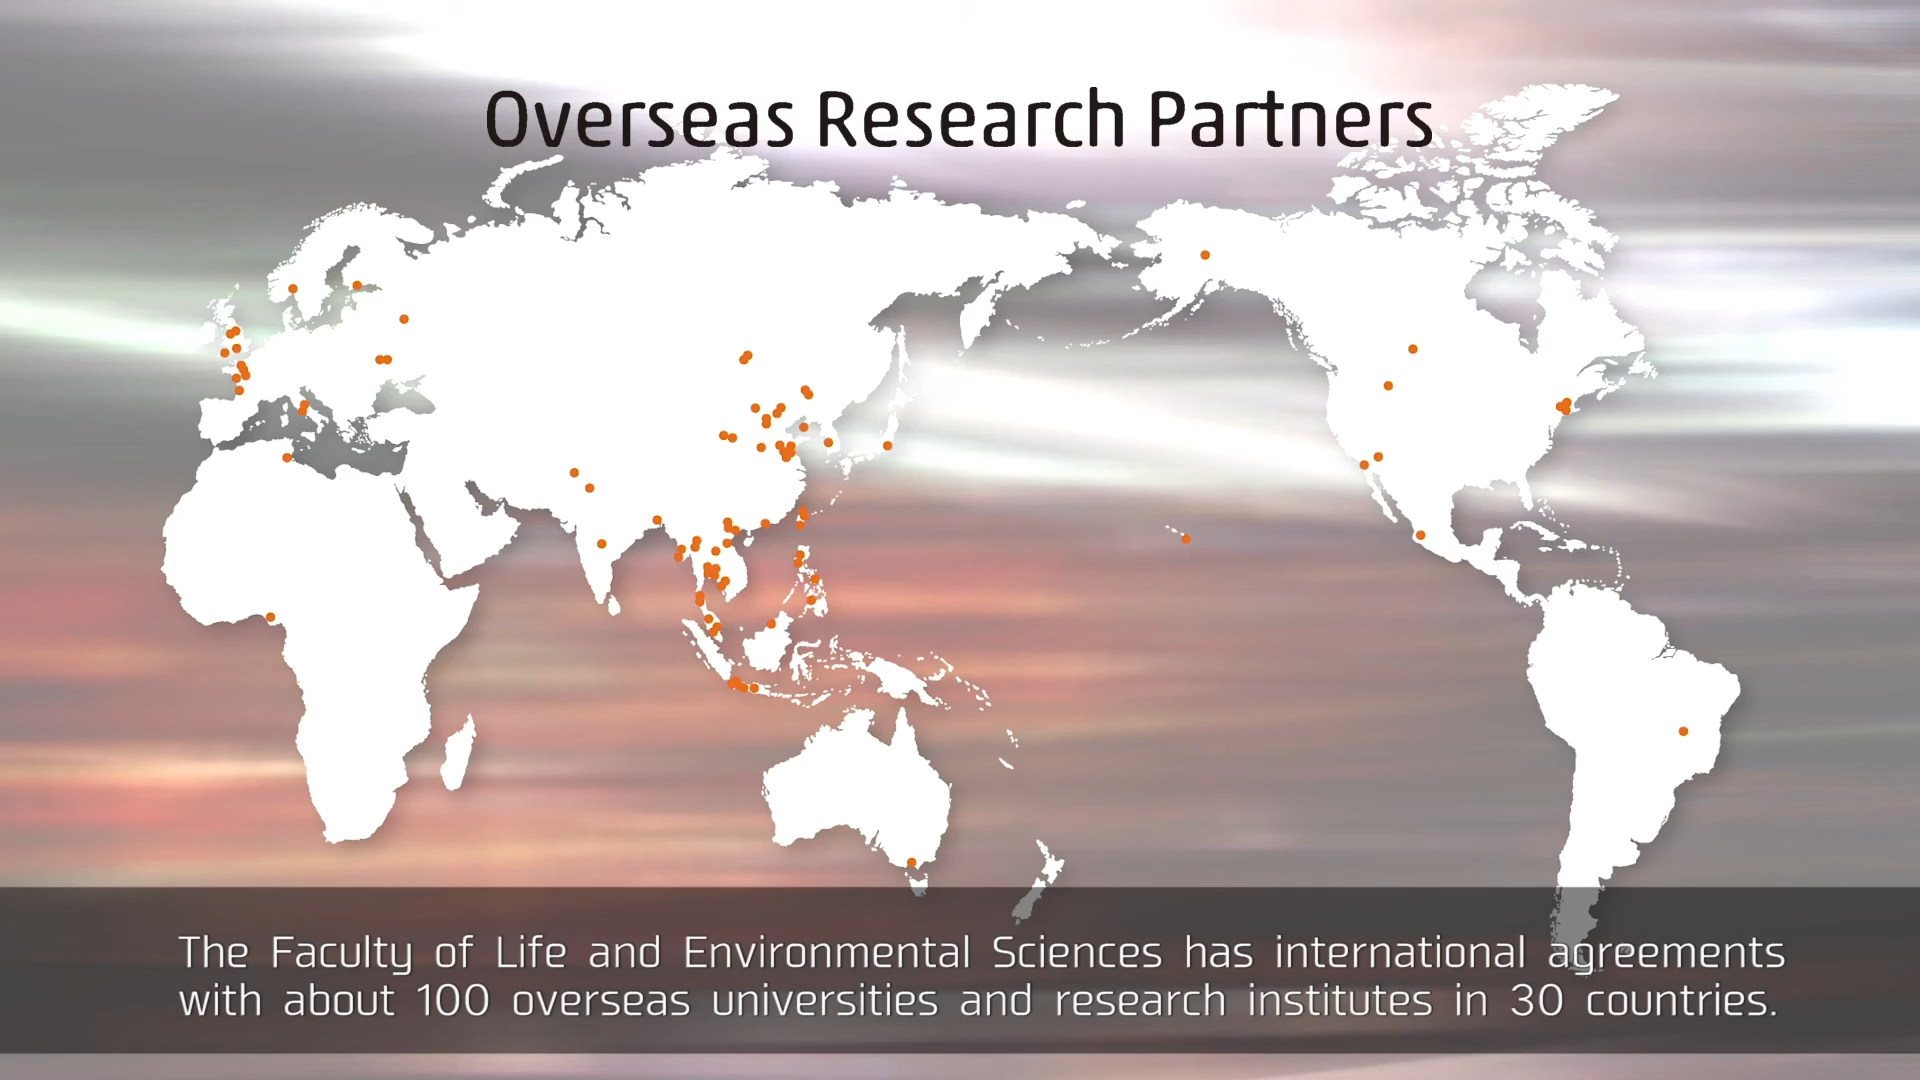 Overseas Research Partners
The Faculty of Life and Environmental Sciences has international agreements
with about 100 overseas universities and research institutes in 30 countries.